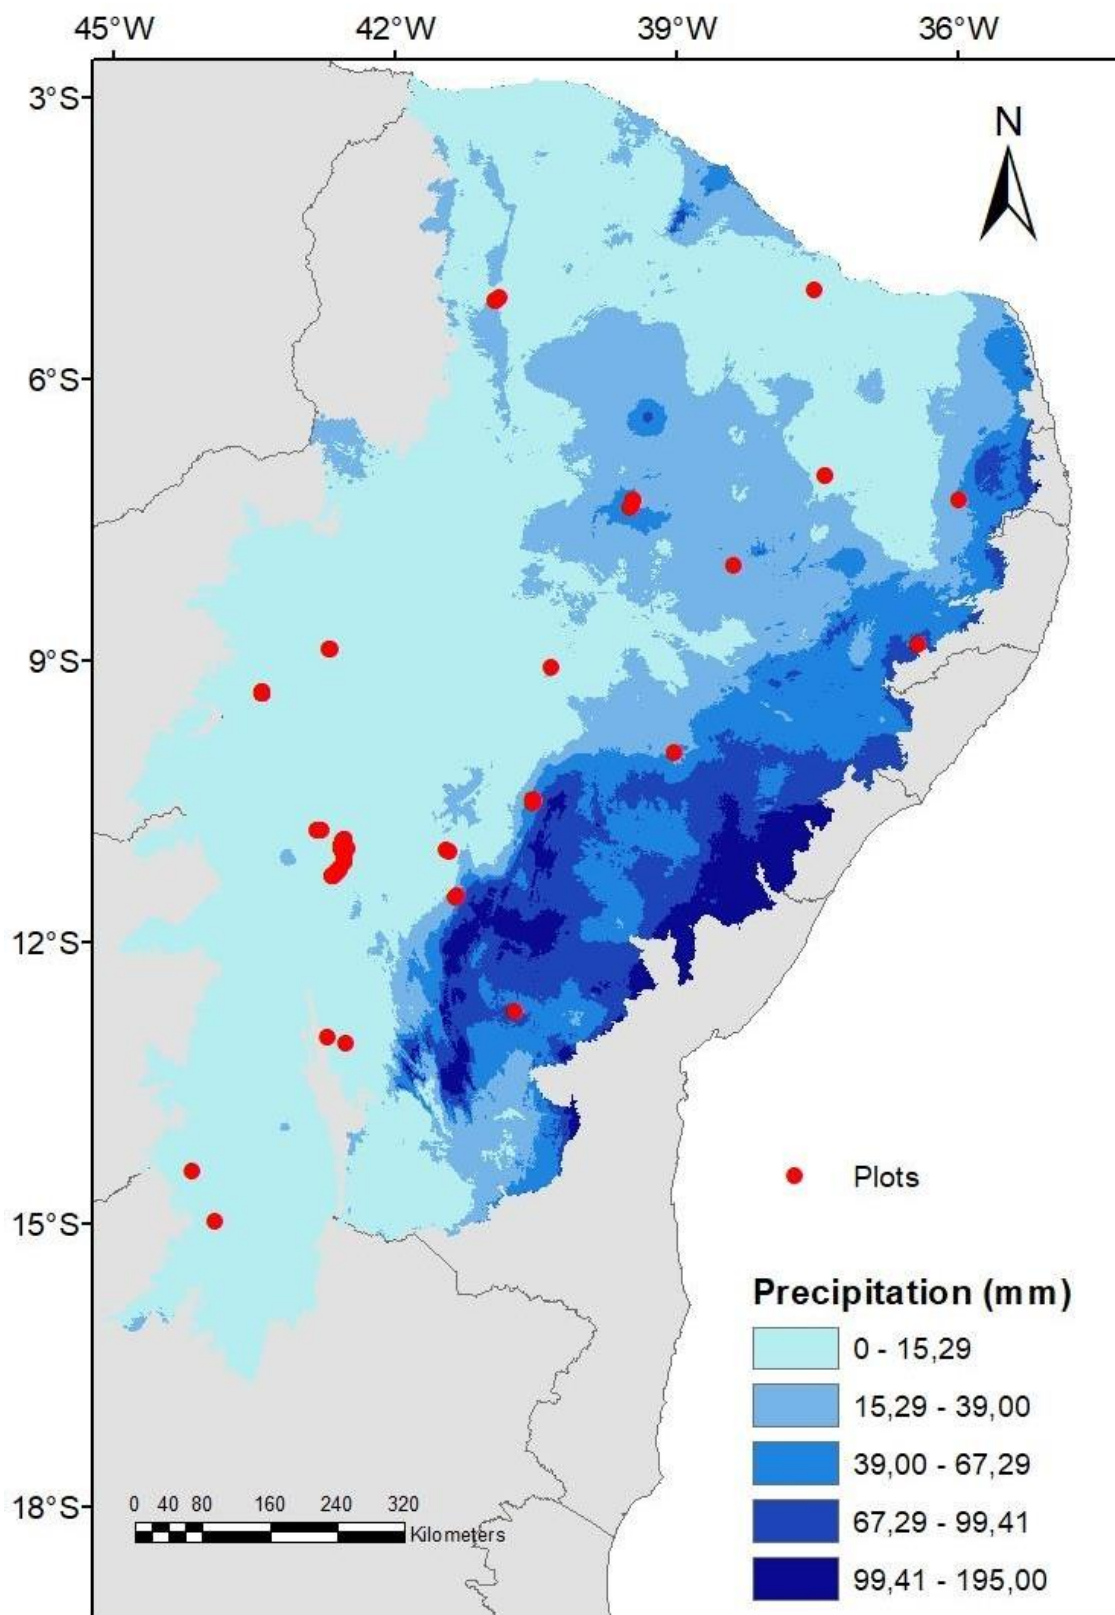 45°W 42°W 39°W 36°W
3°S
N
6°S
9°S
12°S
Plots
15°S
Precipitation (mm)
0 - 15,29
15,29 - 39,00
39,00 - 67,29
18°S
0 40 80 160 240 320
Kilometers
67,29 - 99,41
99,41 - 195,00